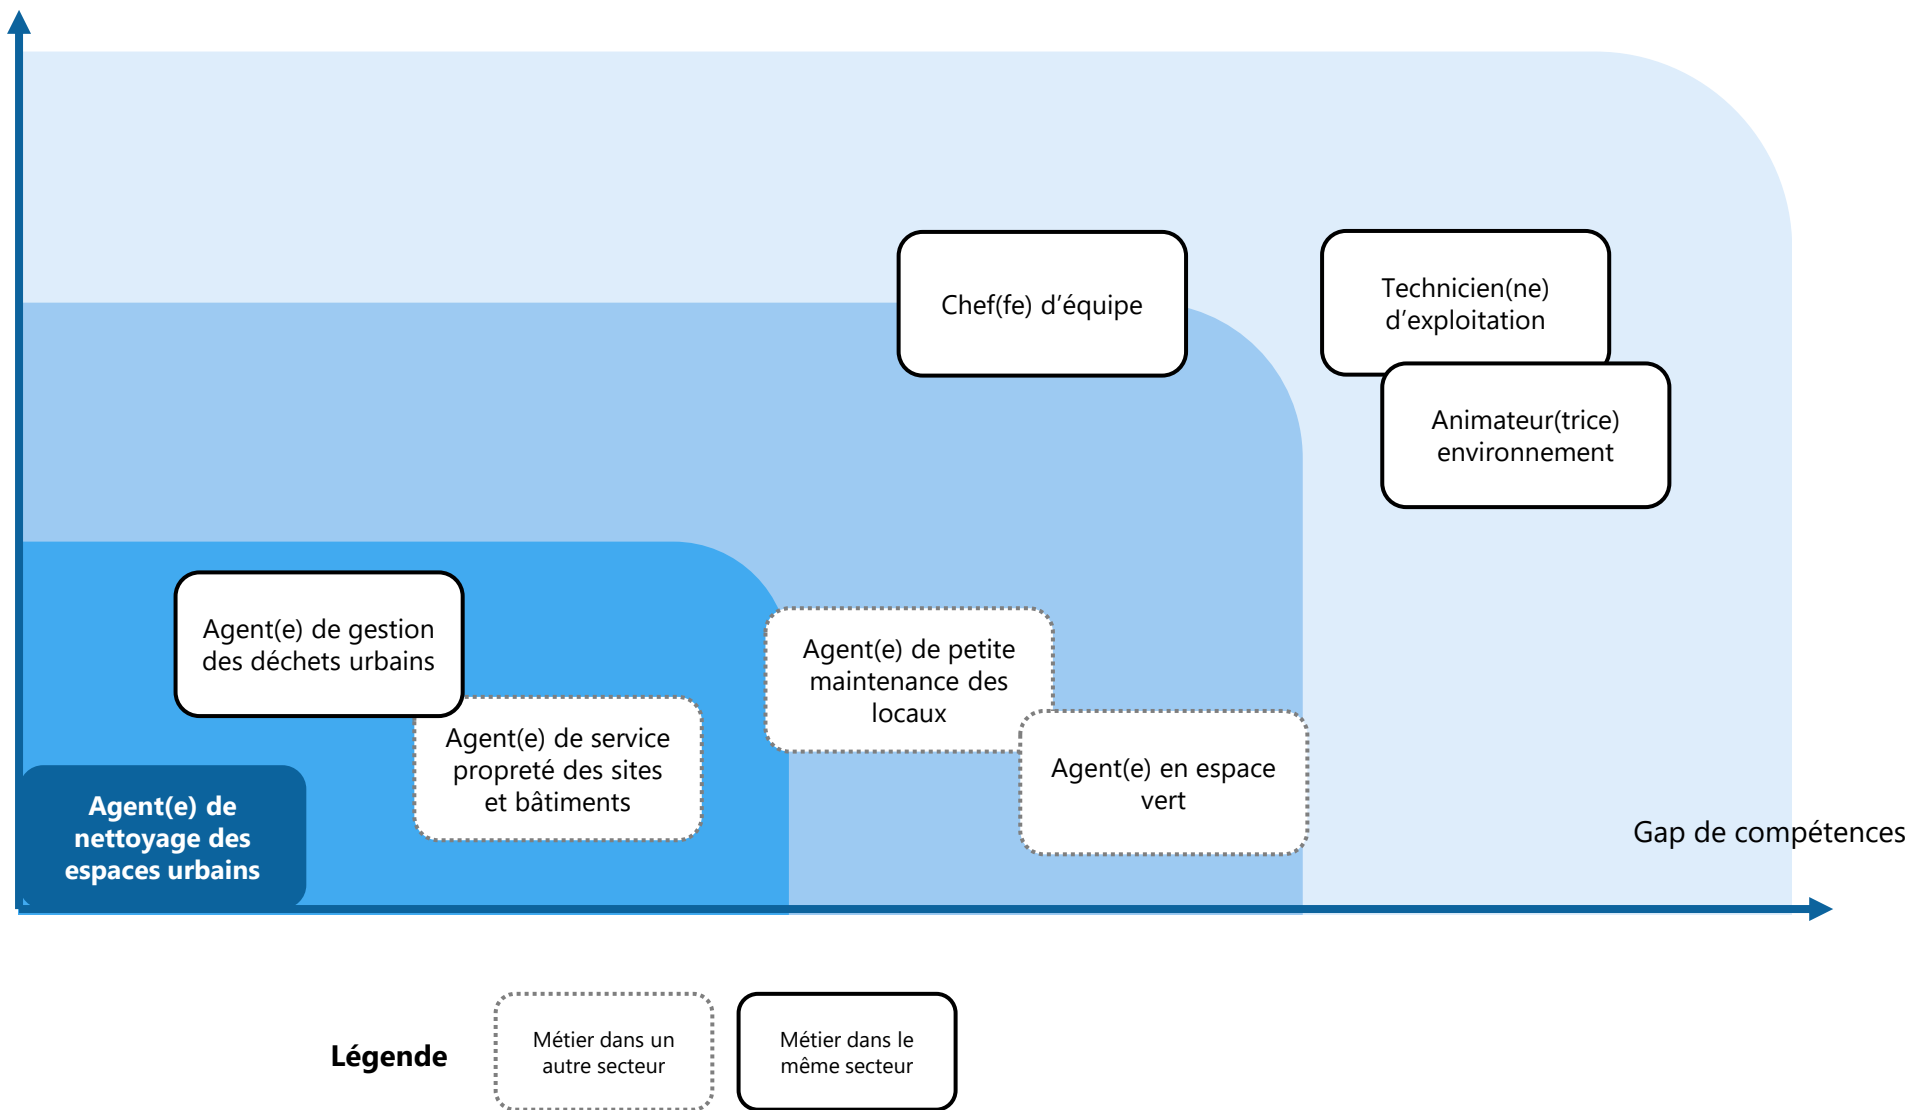 Chef(fe) d’équipe
Technicien(ne)
d’exploitation
Animateur(trice)
environnement
Agent(e) de gestion
des déchets urbains
Agent(e) de petite
maintenance des
locaux
Agent(e) de service
propreté des sites
et bâtiments
Agent(e) en espace
vert
Agent(e) de
nettoyage des
espaces urbains
Gap de compétences
Légende
Métier dans un
autre secteur
Métier dans le
même secteur